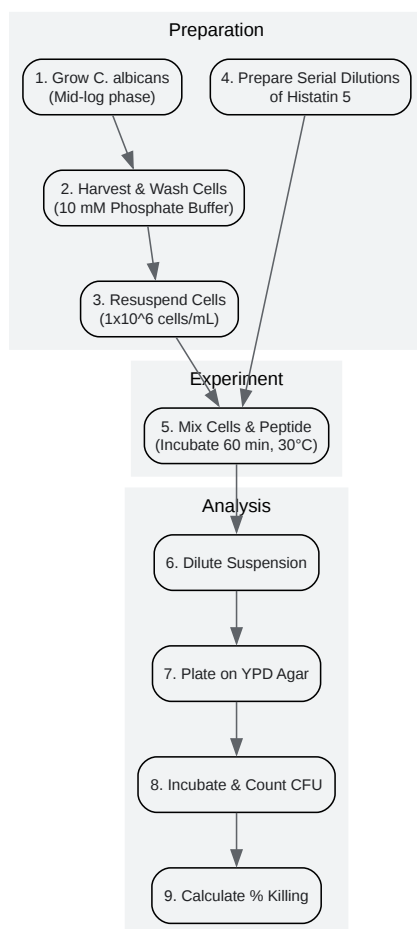 Preparation
1. Grow C. albicans
(Mid-log phase)
4. Prepare Serial Dilutions
of Histatin 5
2. Harvest & Wash Cells
(10 mM Phosphate Buffer)
3. Resuspend Cells
(1x10^6 cells/mL)
Experiment
5. Mix Cells & Peptide
(Incubate 60 min, 30°C)
Analysis
6. Dilute Suspension
7. Plate on YPD Agar
8. Incubate & Count CFU
9. Calculate % Killing